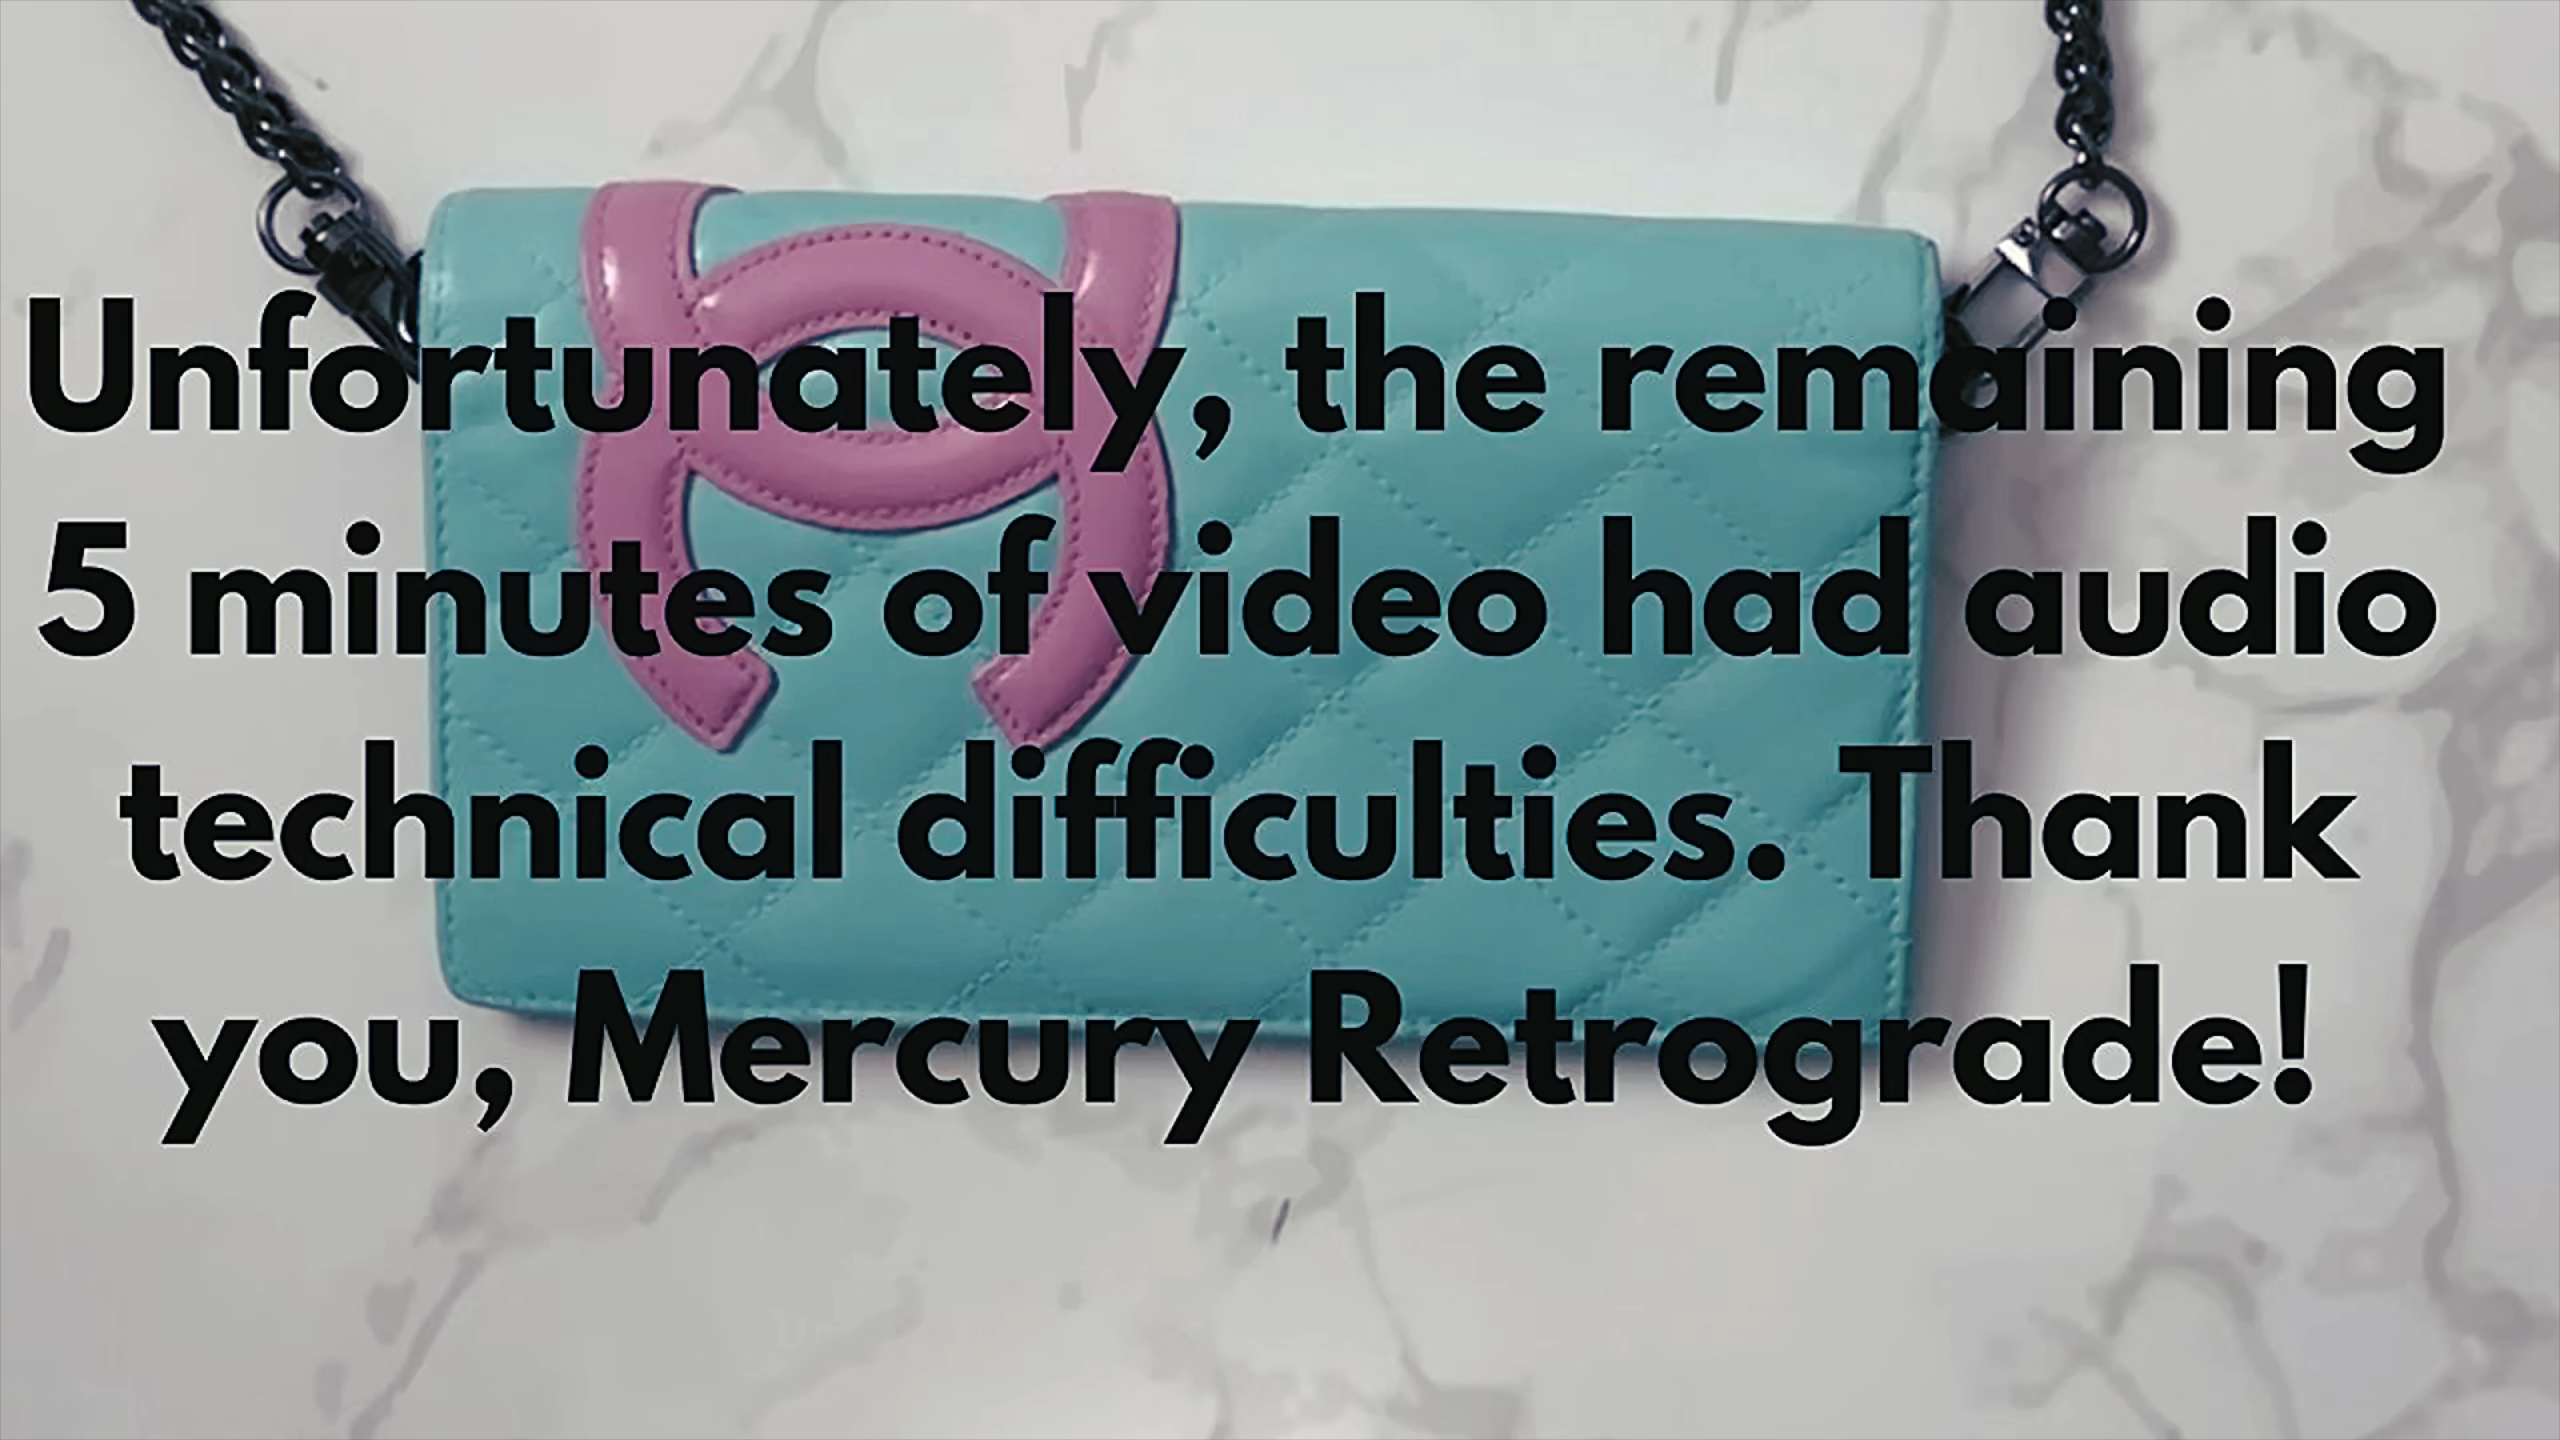 Unfortunately, the remaining
5 minutes of video had audio
technical difficulties. Thank
you, Mercury Retrograde!